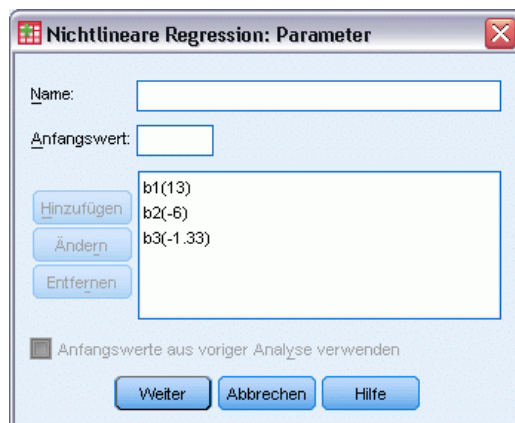 Nichtlineare Regression: Parameter
Name:
Anfangswert:
b1(13)
b2(-6)
b3(-1.33)
Hinzufügen
Ändern
Entfernen
Anfangswerte aus voriger Analyse verwenden
Weiter Abbrechen Hilfe